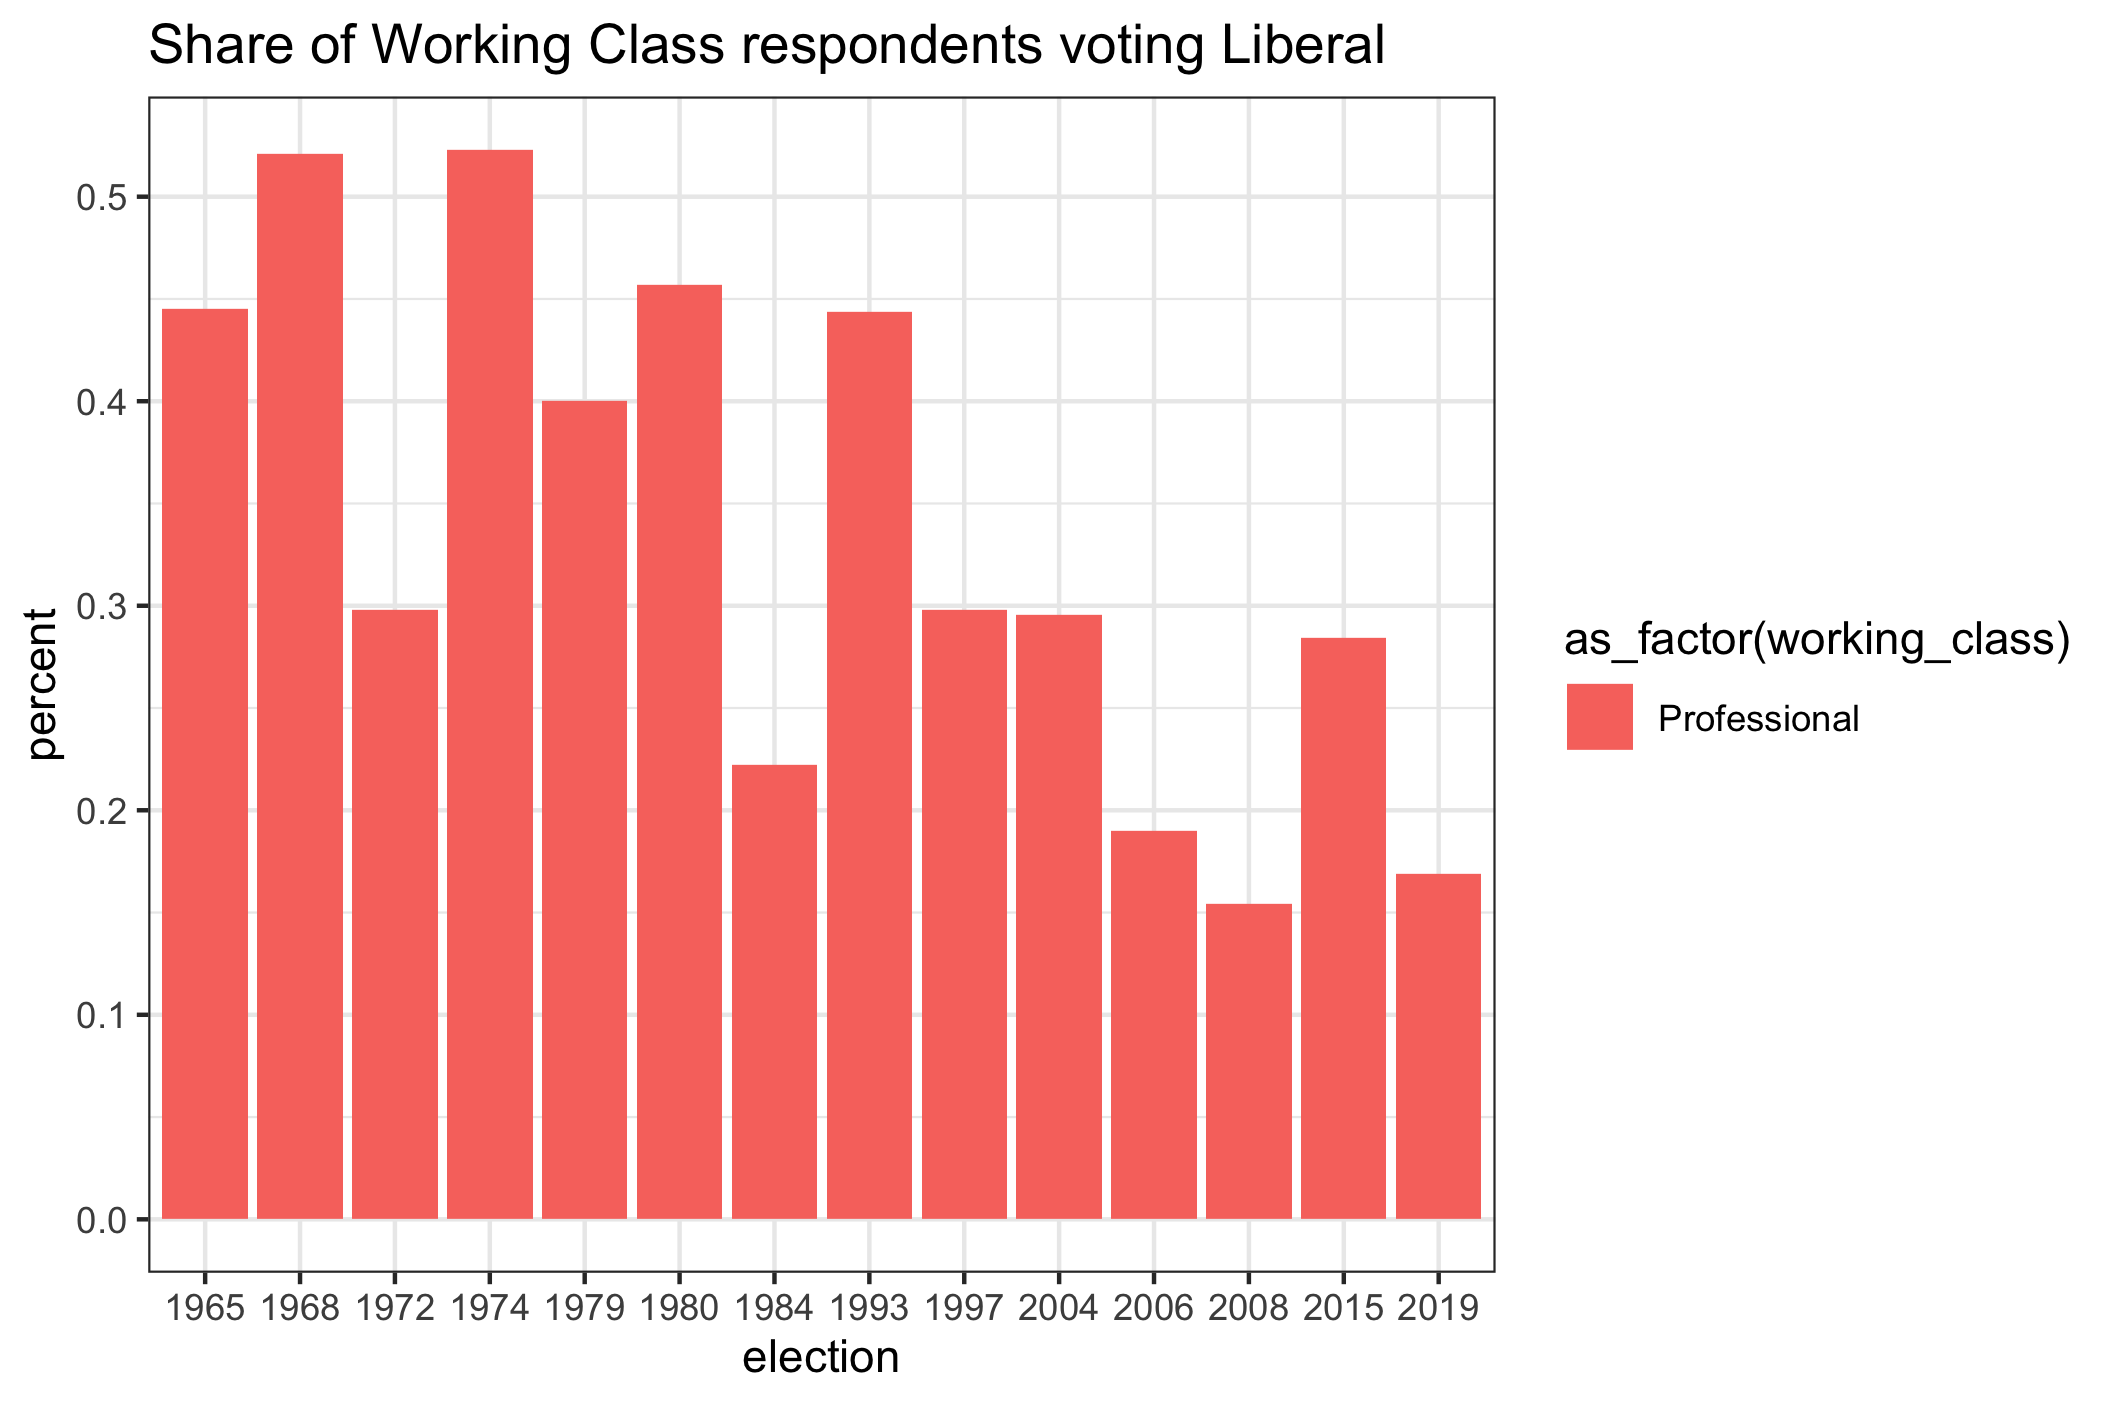 Share of Working Class respondents voting Liberal
percent
0.5
0.4
0.3
0.2
0.1
0.0
1965 1968 1972 1974 1979 1980 1984 1993 1997 2004 2006 2008 2015 2019
election
as_factor(working_class)
Professional